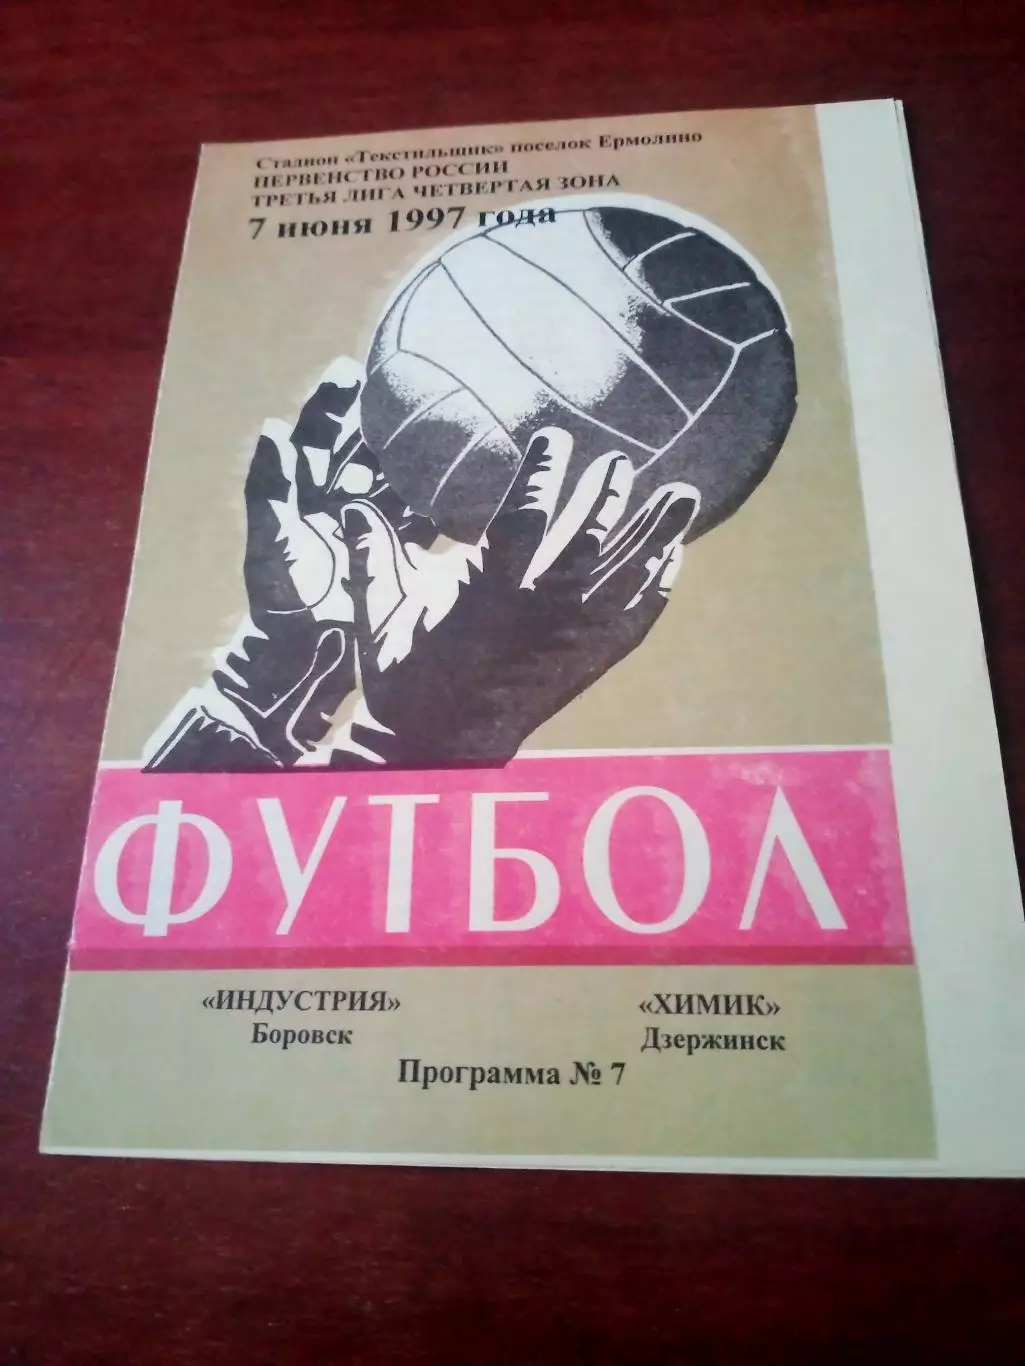 Стадион «Текстильщик» поселок Ермолино
ПЕРВЕНСТВО РОССИИ
ТРЕТЬЯ ЛИГА ЧЕТВЕРТАЯ ЗОНА
7 июня 1997 года
ФУТБОЛ
«ИНДУСТРИЯ» «ХИМИК»
Боровск Дзержинск
Программа № 7